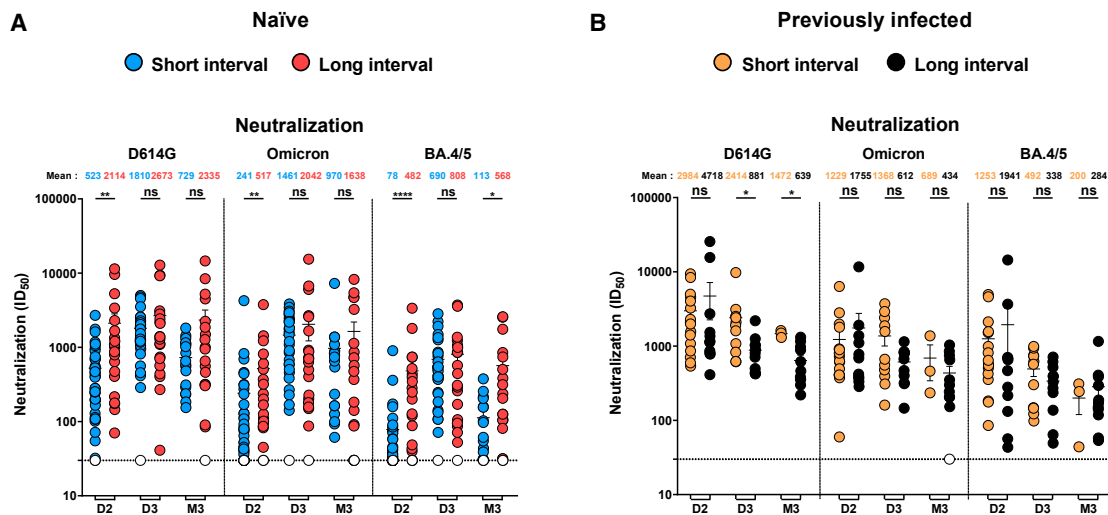 A
Naïve
Short interval Long interval
Neutralization
D614G Omicron BA.4/5
Mean : 523 2114 1810 2673 729 2335 241 517 1461 2042 970 1638 78 482 690 808 113 568
** ns ns ** ns ns **** ns *
Neutralization (ID50)
100000
10000
1000
100
10
D2 D3 M3 D2 D3 M3 D2 D3 M3
B
Previously infected
Short interval Long interval
Neutralization
D614G Omicron BA.4/5
Mean : 2984 4718 2414 881 1472 639 1229 1755 1368 612 689 434 1253 1941 492 338 200 284
ns * * ns ns ns ns ns ns
Neutralization (ID50)
100000
10000
1000
100
10
D2 D3 M3 D2 D3 M3 D2 D3 M3